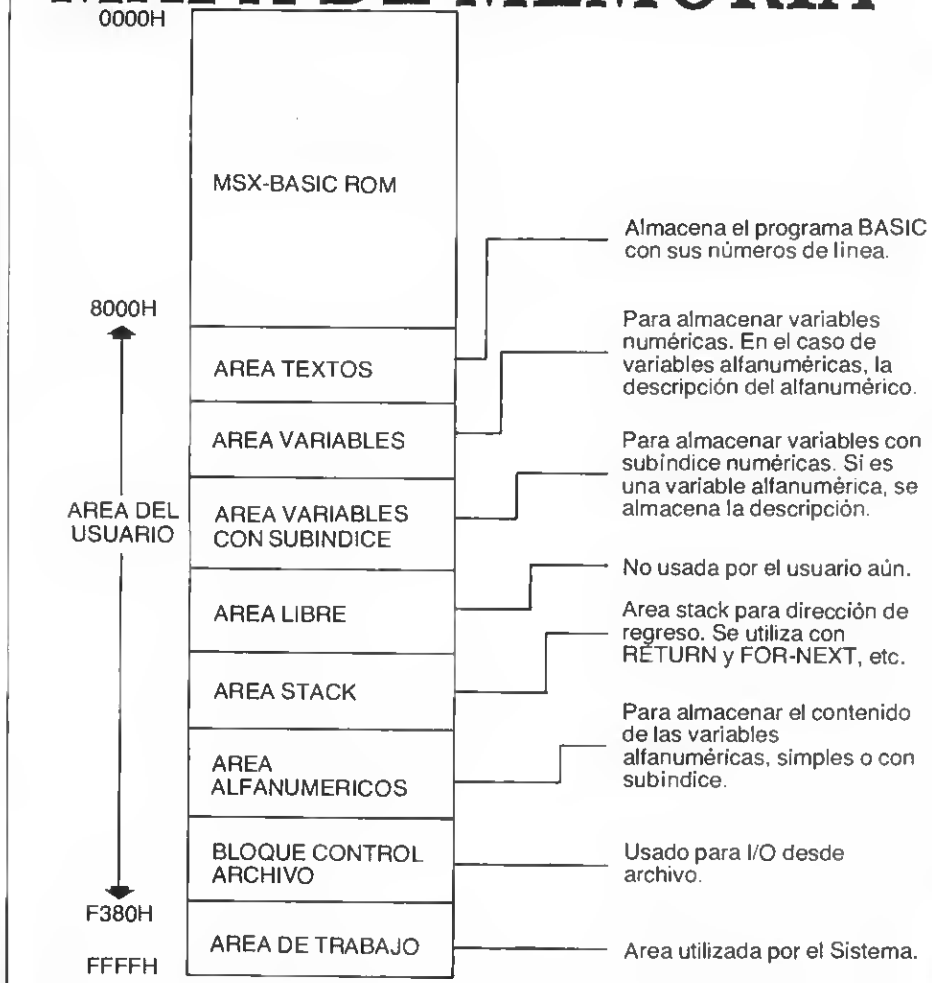 MAPA DE MEMORIA
0000H
MSX-BASIC ROM
Almacena el programa BASIC
con sus números de línea.
8000H
AREA TEXTOS
Para almacenar variables
numéricas. En el caso de
variables alfanuméricas, la
descripción del alfanumérico.
AREA VARIABLES
Para almacenar variables con
subíndice numéricas. Si es
una variable alfanumérica, se
almacena la descripción.
AREA DEL
USUARIO
AREA VARIABLES
CON SUBINDICE
No usada por el usuario aún.
AREA LIBRE
Area stack para dirección de
regreso. Se utiliza con
RETURN y FOR-NEXT, etc.
AREA STACK
Para almacenar el contenido
de las variables
alfanuméricas, simples o con
subindice.
AREA
ALFANUMERICOS
BLOQUE CONTROL
ARCHIVO
Usado para I/O desde
archivo.
F380H
AREA DE TRABAJO
Area utilizada por el Sistema.
FFFFH